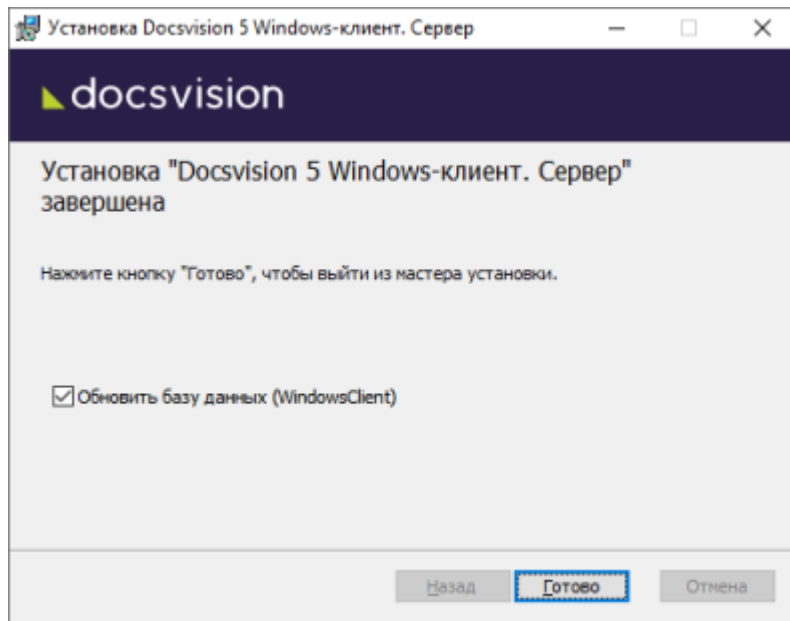 Установка Docsvision 5 Windows-клиент. Сервер
docsvision
Установка "Docsvision 5 Windows-клиент. Сервер"
завершена
Нажмите кнопку "Готово", чтобы выйти из мастера установки.
Обновить базу данных (WindowsClient)
Назад Готово Отмена